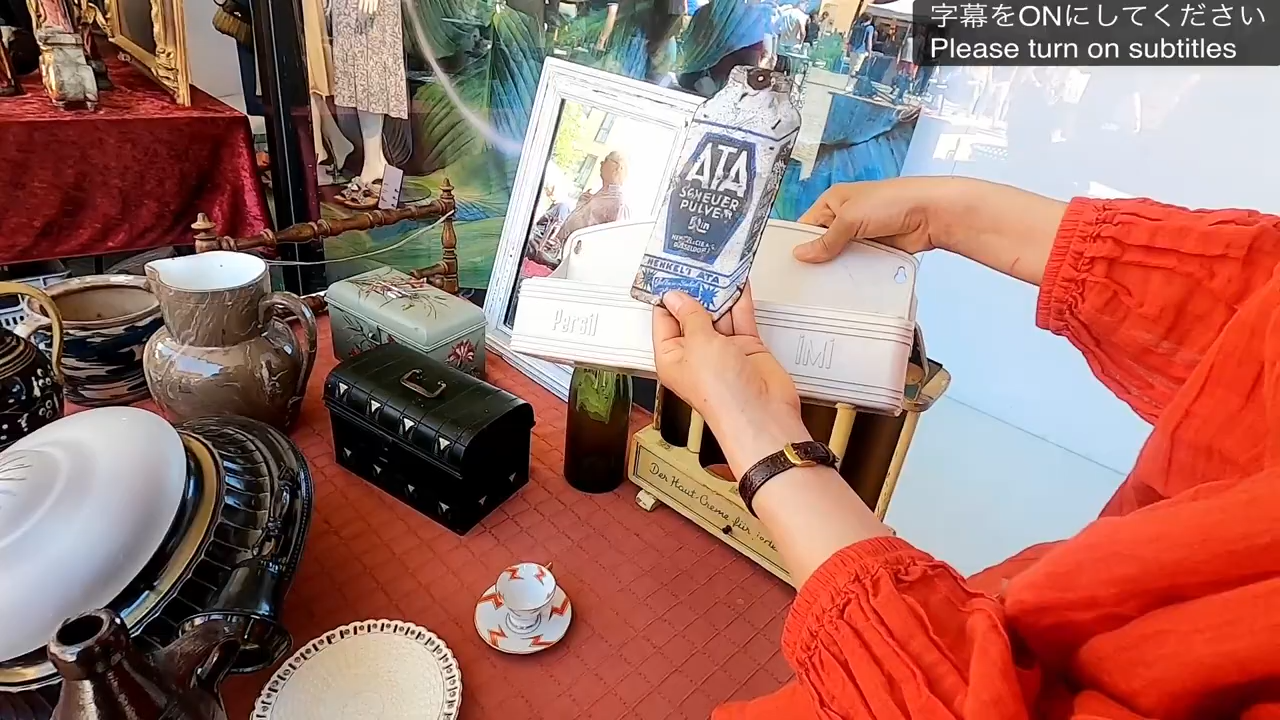 字幕をONにしてください
Please turn on subtitles
ATA
SCHEUER
PULVER
HENKEL & CIE A.G.
DÜSSELDORF
HENKEL'S ATA
Persil
iMi
Der Haut-Creme für